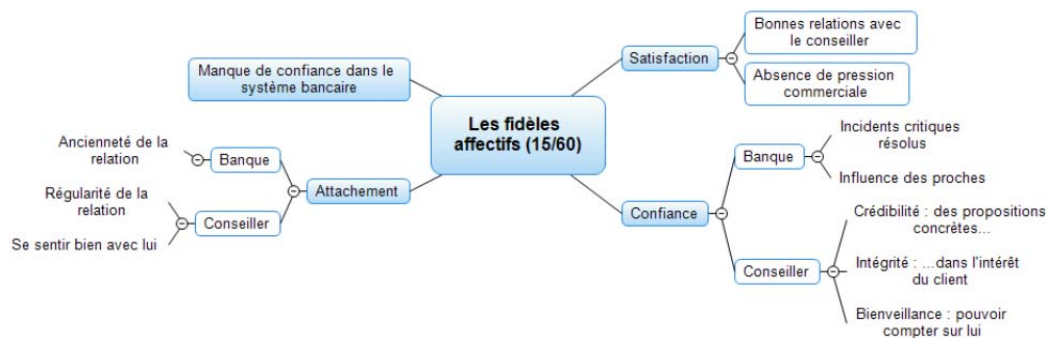 Les fidèles
affectifs (15/60)
Manque de confiance dans le
système bancaire
Attachement
Banque
Ancienneté de la
relation
Conseiller
Régularité de la
relation
Se sentir bien avec lui
Satisfaction
Bonnes relations avec
le conseiller
Absence de pression
commerciale
Confiance
Banque
Incidents critiques
résolus
Influence des proches
Conseiller
Crédibilité : des propositions
concrètes...
Intégrité : ...dans l'intérêt
du client
Bienveillance : pouvoir
compter sur lui